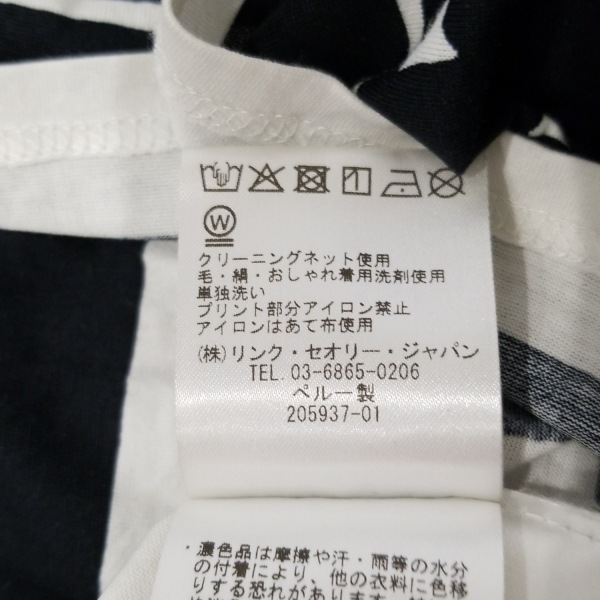 W
クリーニングネット使用
毛・絹・おしゃれ着用洗剤使用
単独洗い
プリント部分アイロン禁止
アイロンはあて布使用
(株)リンク・セオリー・ジャパン
TEL. 03-6865-0206
ペルー製
205937-01
・濃色品は摩擦や汗・雨等の水分
の付着により、他の衣料に色移
りする恐れがあります。